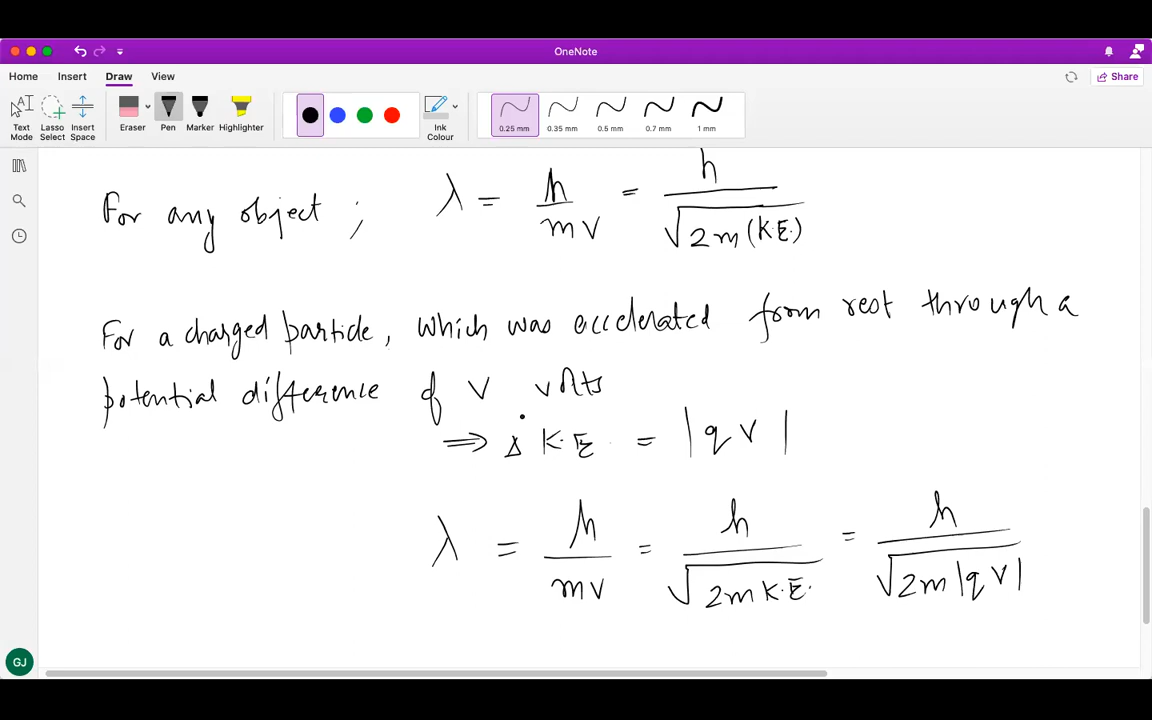 OneNote
Home Insert Draw View
Share
Text Mode
Lasso Select
Insert Space
Eraser
Pen
Marker
Highlighter
Ink Colour
0.25 mm
0.35 mm
0.5 mm
0.7 mm
1 mm
For any object ; λ = h/mv = h/√2m(K.E.)
For a charged particle, which was accelerated from rest through a
potential difference of V volts
⇒ Δ K.E. = |qV|
λ = h/mv = h/√2mK.E. = h/√2m|qV|
GJ